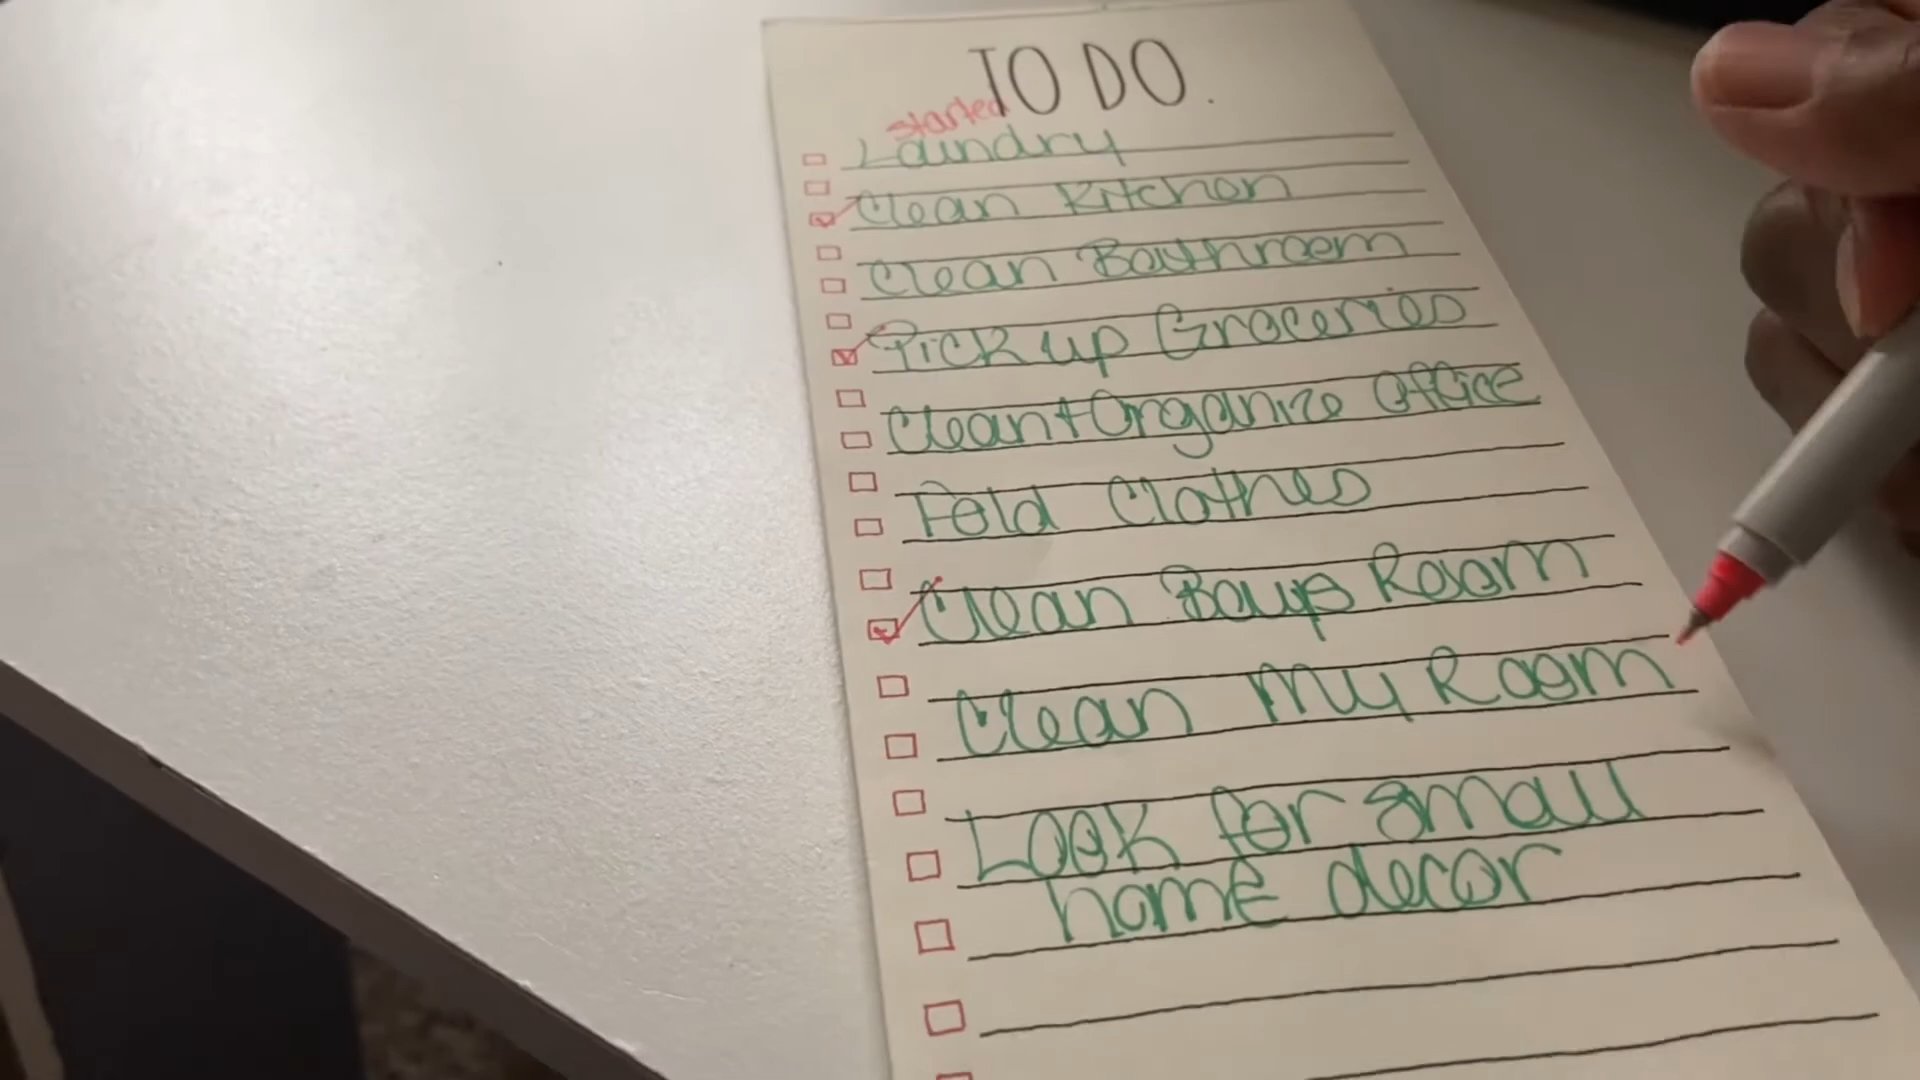 TO DO.
started
Laundry
Clean Kitchen
Clean Bathroom
Pick up Groceries
Clean + Organize Office
Fold Clothes
Clean Boys Room
Clean My Room
Look for small
home decor